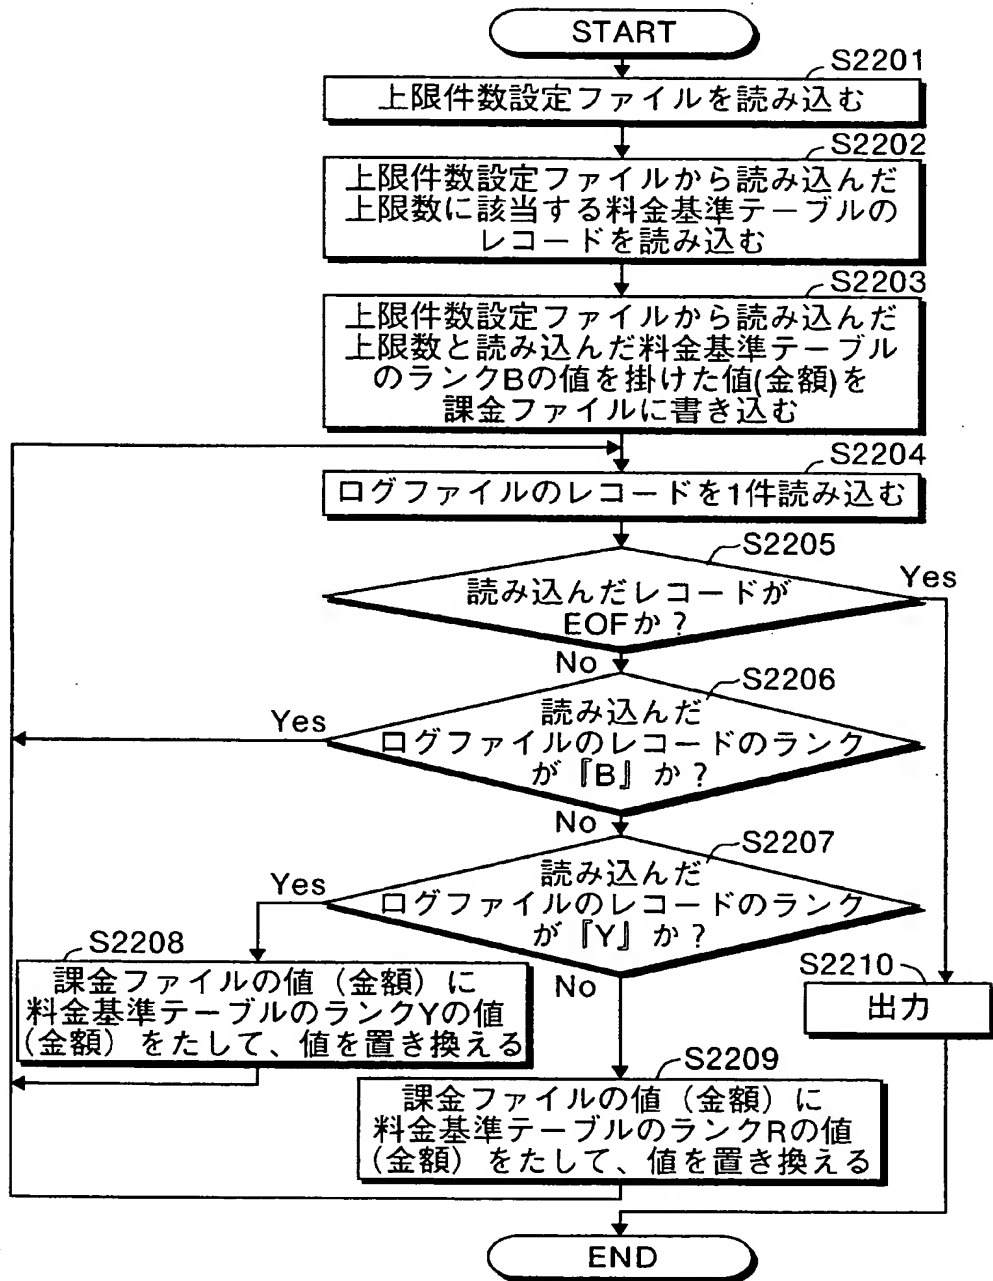 START
S2201
上限件数設定ファイルを読み込む
S2202
上限件数設定ファイルから読み込んだ
上限数に該当する料金基準テーブルの
レコードを読み込む
S2203
上限件数設定ファイルから読み込んだ
上限数と読み込んだ料金基準テーブル
のランクBの値を掛けた値(金額)を
課金ファイルに書き込む
S2204
ログファイルのレコードを1件読み込む
S2205
読み込んだレコードが
EOFか?
Yes
No
S2206
読み込んだ
ログファイルのレコードのランク
が『B』か?
Yes
No
S2207
読み込んだ
ログファイルのレコードのランク
が『Y』か?
Yes
No
S2208
課金ファイルの値(金額)に
料金基準テーブルのランクYの値
(金額)をたして、値を置き換える
S2210
出力
S2209
課金ファイルの値(金額)に
料金基準テーブルのランクRの値
(金額)をたして、値を置き換える
END